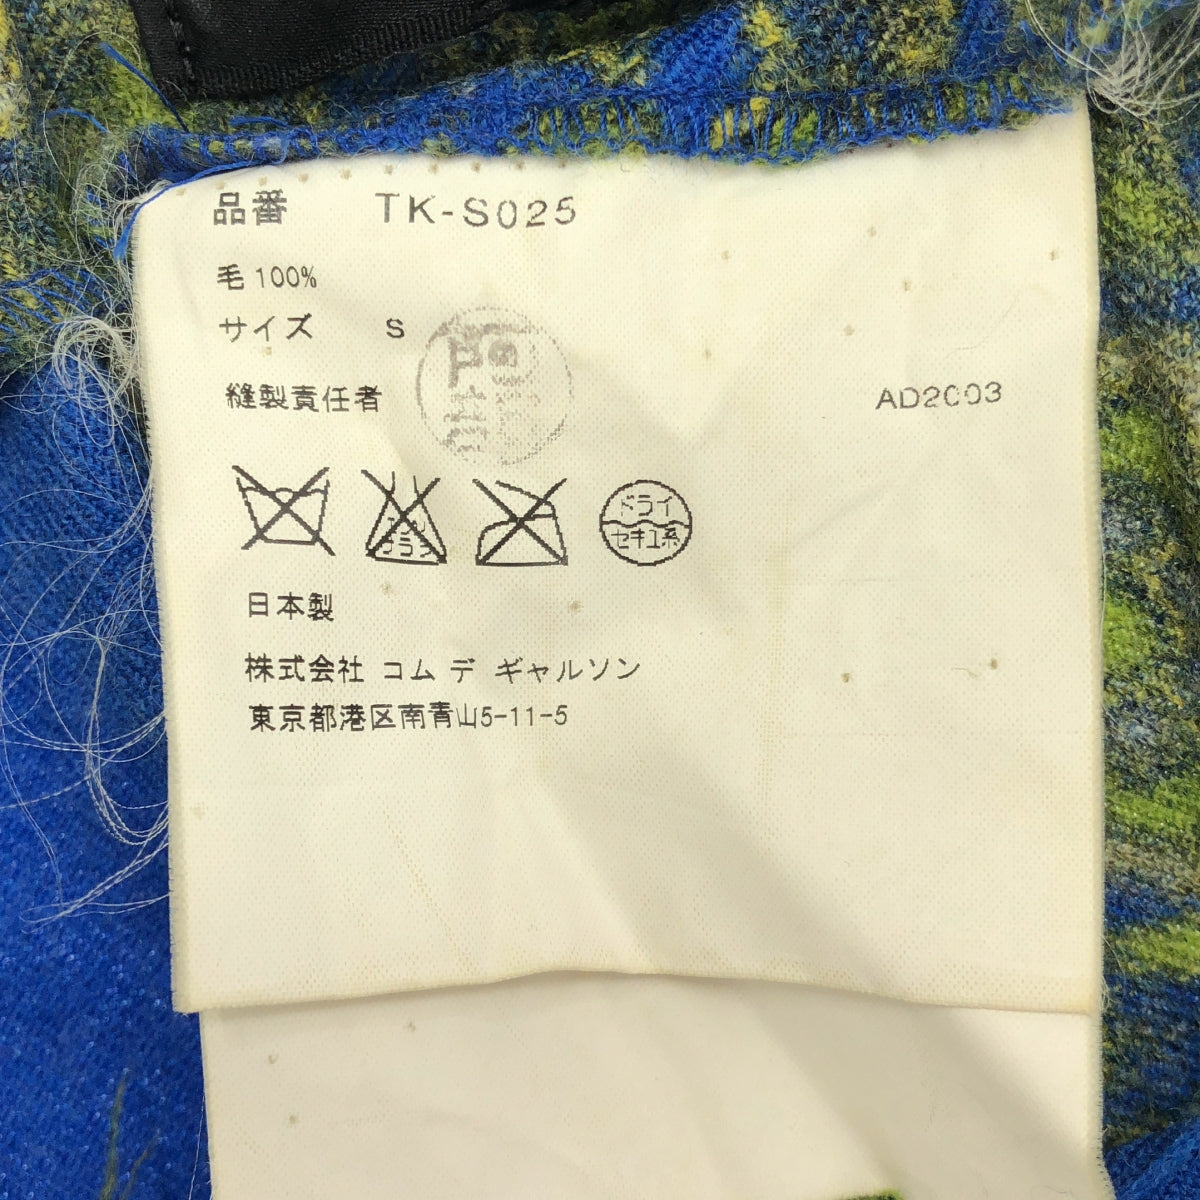 品番 TK-S025
毛 100%
サイズ S
縫製責任者
AD2003
ドライ
セキユ系
日本製
株式会社 コム デ ギャルソン
東京都港区南青山5-11-5